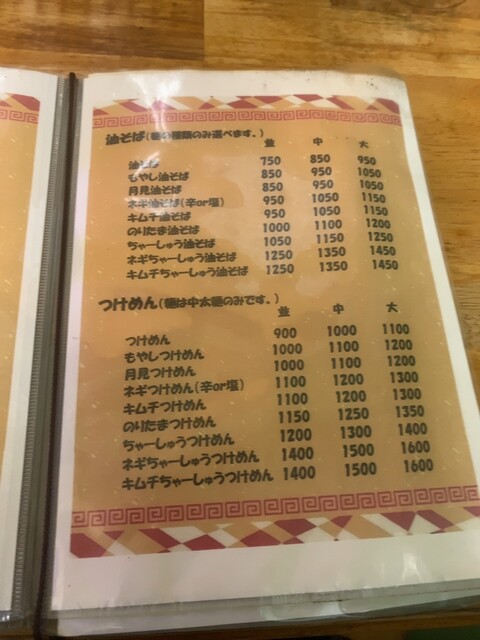 油そば(麺の種類のみ選べます。)
並 中 大
油そば 750 850 950
もやし油そば 850 950 1050
月見油そば 850 950 1050
ネギ油そば(辛or塩) 950 1050 1150
キムチ油そば 950 1050 1150
のりたま油そば 1000 1100 1200
ちゃーしゅう油そば 1050 1150 1250
ネギちゃーしゅう油そば 1250 1350 1450
キムチちゃーしゅう油そば 1250 1350 1450
つけめん(麺は中太麺のみです。)
並 中 大
つけめん 900 1000 1100
もやしつけめん 1000 1100 1200
月見つけめん 1000 1100 1200
ネギつけめん(辛or塩) 1100 1200 1300
キムチつけめん 1100 1200 1300
のりたまつけめん 1150 1250 1350
ちゃーしゅうつけめん 1200 1300 1400
ネギちゃーしゅうつけめん 1400 1500 1600
キムチちゃーしゅうつけめん 1400 1500 1600